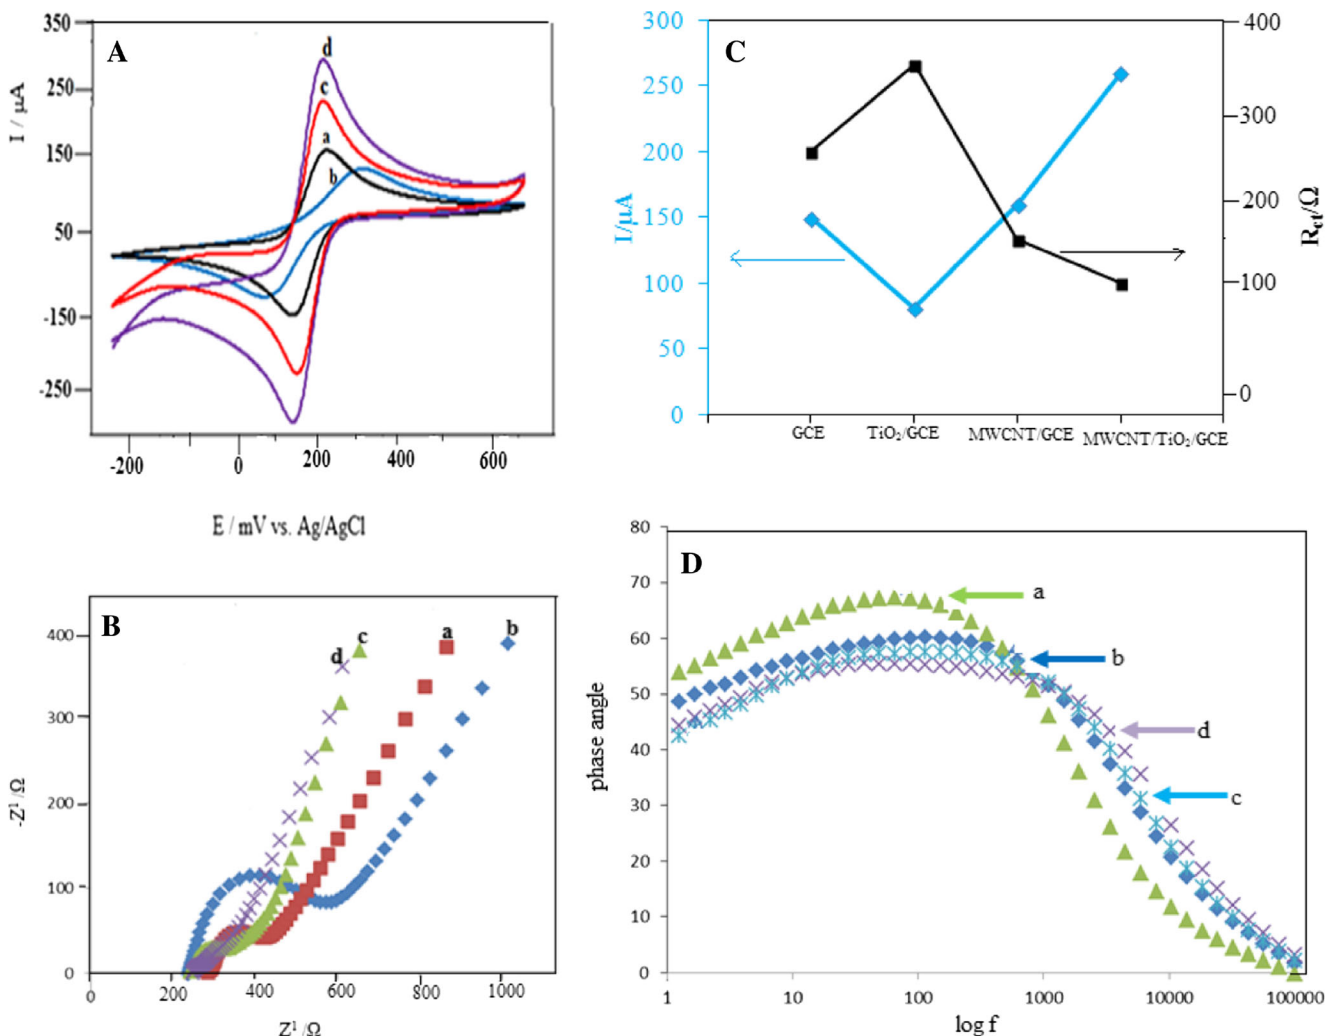 A
350
250
150
50
-150
-250
I / μA
d
c
a
b
-200
0
200
400
600
E / mV vs. Ag/AgCl
C
300
250
200
150
100
50
0
I/μA
400
300
200
100
0
Rct/Ω
GCE
TiO2/GCE
MWCNT/GCE
MWCNT/TiO2/GCE
B
400
300
200
100
0
-Z¹ /Ω
d
c
a
b
0
200
400
600
800
1000
Z¹ /Ω
D
80
70
60
50
40
30
20
10
0
phase angle
a
b
d
c
1
10
100
1000
10000
100000
log f